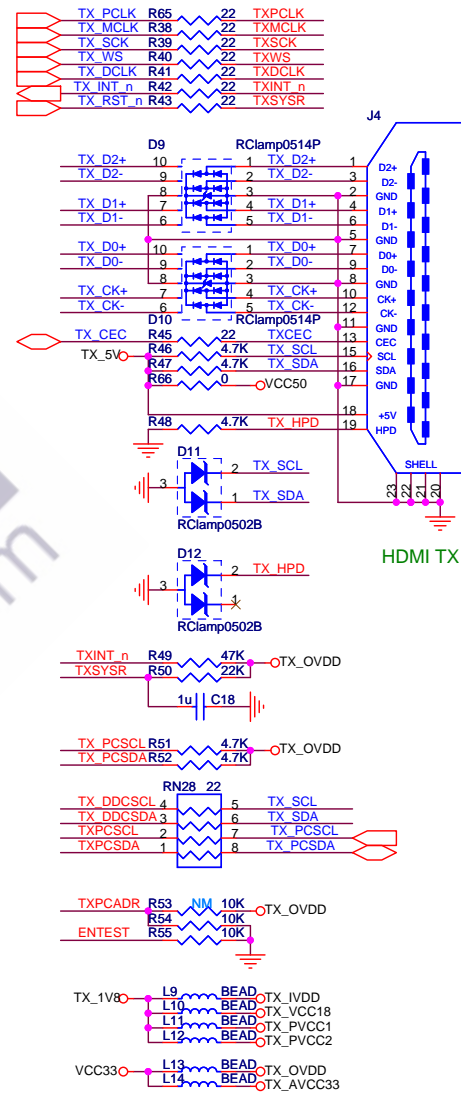 TX_PCLK R65 22 TXPCLK
TX_MCLK R38 22 TXMCLK
TX_SCK R39 22 TXSCK
TX_WS R40 22 TXWS
TX_DCLK R41 22 TXDCLK
TX_INT_n R42 22 TXINT_n
TX_RST_n R43 22 TXSYSR
J4
D9 RClamp0514P
TX_D2+ 10 1 TX_D2+ 1 D2+
TX_D2- 9 2 TX_D2- 3 D2-
8 3 2 GND
TX_D1+ 7 4 TX_D1+ 4 D1+
TX_D1- 6 5 TX_D1- 6 D1-
5 GND
TX_D0+ 10 1 TX_D0+ 7 D0+
TX_D0- 9 2 TX_D0- 9 D0-
8 3 8 GND
TX_CK+ 7 4 TX_CK+ 10 CK+
TX_CK- 6 5 TX_CK- 12 CK-
D10 RClamp0514P 11 GND
TX_CEC R45 22 TXCEC 13 CEC
TX_5V R46 4.7K TX_SCL 15 SCL
R47 4.7K TX_SDA 16 SDA
R66 0 VCC50 17 GND
18 +5V
R48 4.7K TX_HPD 19 HPD
SHELL
23 22 21 20
D11
2 TX_SCL
3
1 TX_SDA
RClamp0502B
HDMI TX
D12
2 TX_HPD
3
1
RClamp0502B
TXINT_n R49 47K TX_OVDD
TXSYSR R50 22K
1u C18
TX_PCSCL R51 4.7K TX_OVDD
TX_PCSDA R52 4.7K
RN28 22
TX_DDCSCL 4 5 TX_SCL
TX_DDCSDA 3 6 TX_SDA
TXPCSCL 2 7 TX_PCSCL
TXPCSDA 1 8 TX_PCSDA
TXPCADR R53 NM 10K TX_OVDD
R54 10K
ENTEST R55 10K
TX_1V8 L9 BEAD TX_IVDD
L10 BEAD TX_VCC18
L11 BEAD TX_PVCC1
L12 BEAD TX_PVCC2
VCC33 L13 BEAD TX_OVDD
L14 BEAD TX_AVCC33